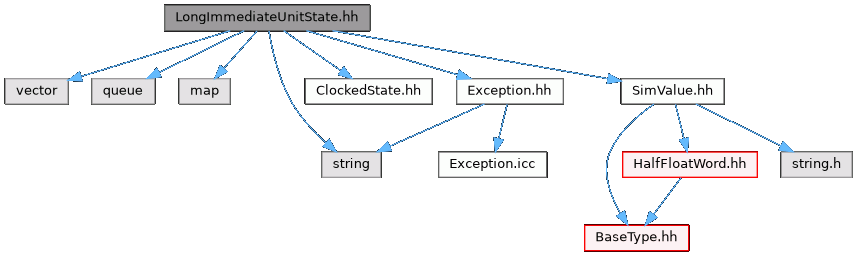 LongImmediateUnitState.hh
vector
queue
map
ClockedState.hh
Exception.hh
SimValue.hh
string
Exception.icc
HalfFloatWord.hh
string.h
BaseType.hh